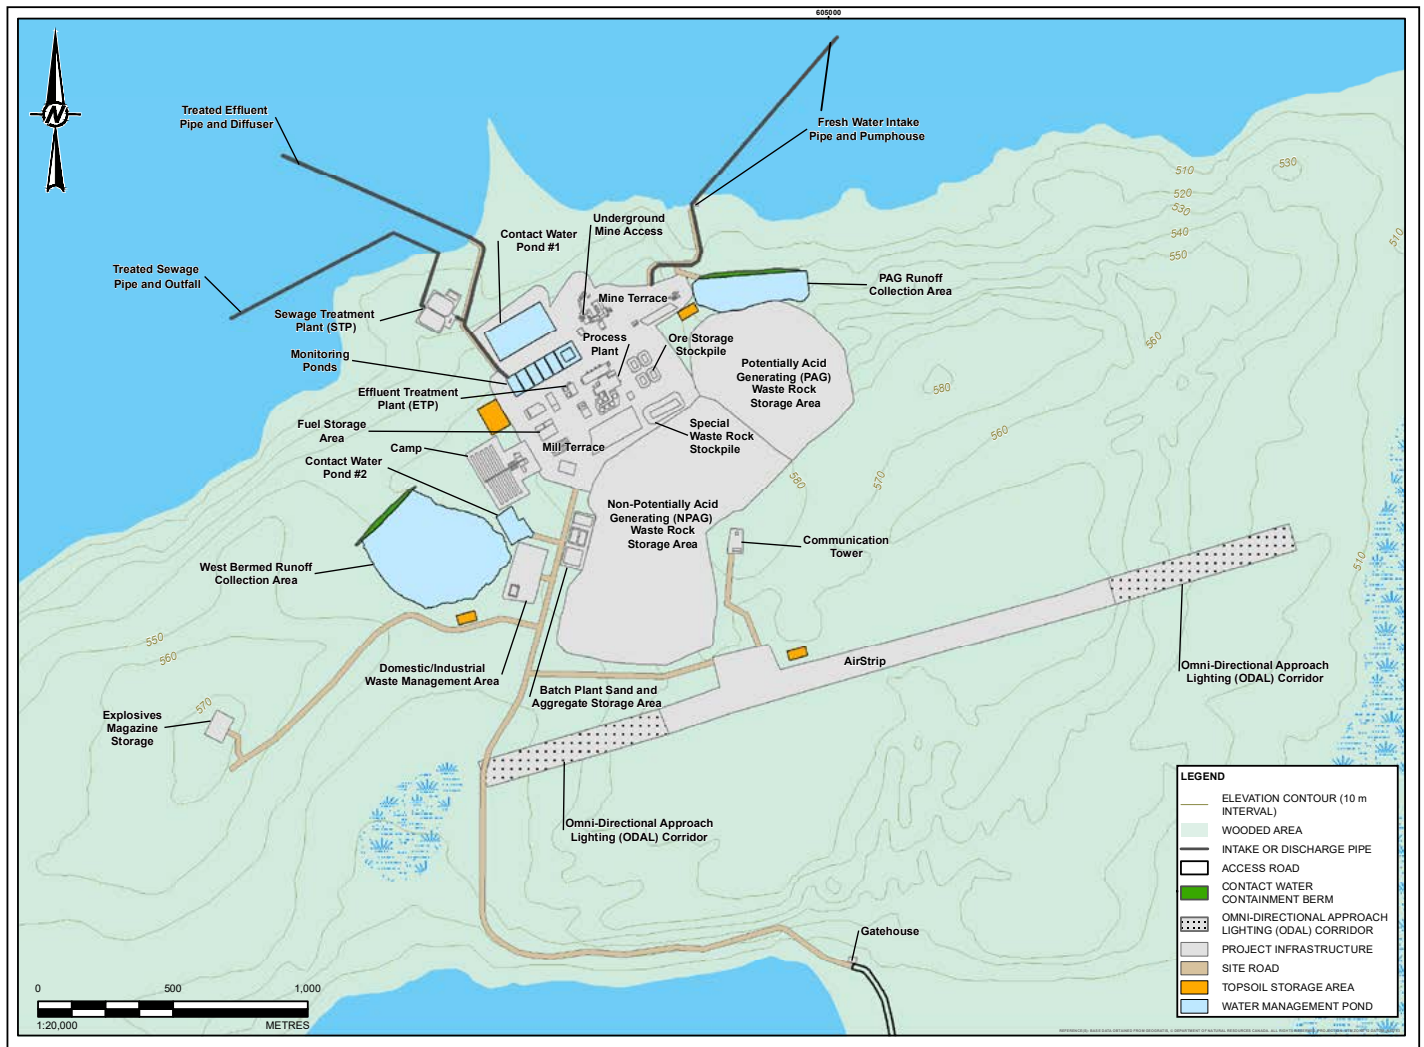 605000
N
Treated Effluent
Pipe and Diffuser
Fresh Water Intake
Pipe and Pumphouse
530
510
520
530
540
550
510
Underground
Mine Access
Contact Water
Pond #1
Treated Sewage
Pipe and Outfall
PAG Runoff
Collection Area
Mine Terrace
Sewage Treatment
Plant (STP)
Process
Plant
Ore Storage
Stockpile
560
Monitoring
Ponds
Potentially Acid
Generating (PAG)
Waste Rock
Storage Area
580
Effluent Treatment
Plant (ETP)
Fuel Storage
Area
Special
Waste Rock
Stockpile
560
Camp
Mill Terrace
Contact Water
Pond #2
580
570
Non-Potentially Acid
Generating (NPAG)
Waste Rock
Storage Area
Communication
Tower
510
West Bermed Runoff
Collection Area
550
560
Domestic/Industrial
Waste Management Area
AirStrip
Omni-Directional Approach
Lighting (ODAL) Corridor
Batch Plant Sand and
Aggregate Storage Area
570
Explosives
Magazine
Storage
Omni-Directional Approach
Lighting (ODAL) Corridor
Gatehouse
LEGEND
ELEVATION CONTOUR (10 m
INTERVAL)
WOODED AREA
INTAKE OR DISCHARGE PIPE
ACCESS ROAD
CONTACT WATER
CONTAINMENT BERM
OMNI-DIRECTIONAL APPROACH
LIGHTING (ODAL) CORRIDOR
PROJECT INFRASTRUCTURE
SITE ROAD
TOPSOIL STORAGE AREA
WATER MANAGEMENT POND
0 500 1,000
1:20,000 METRES